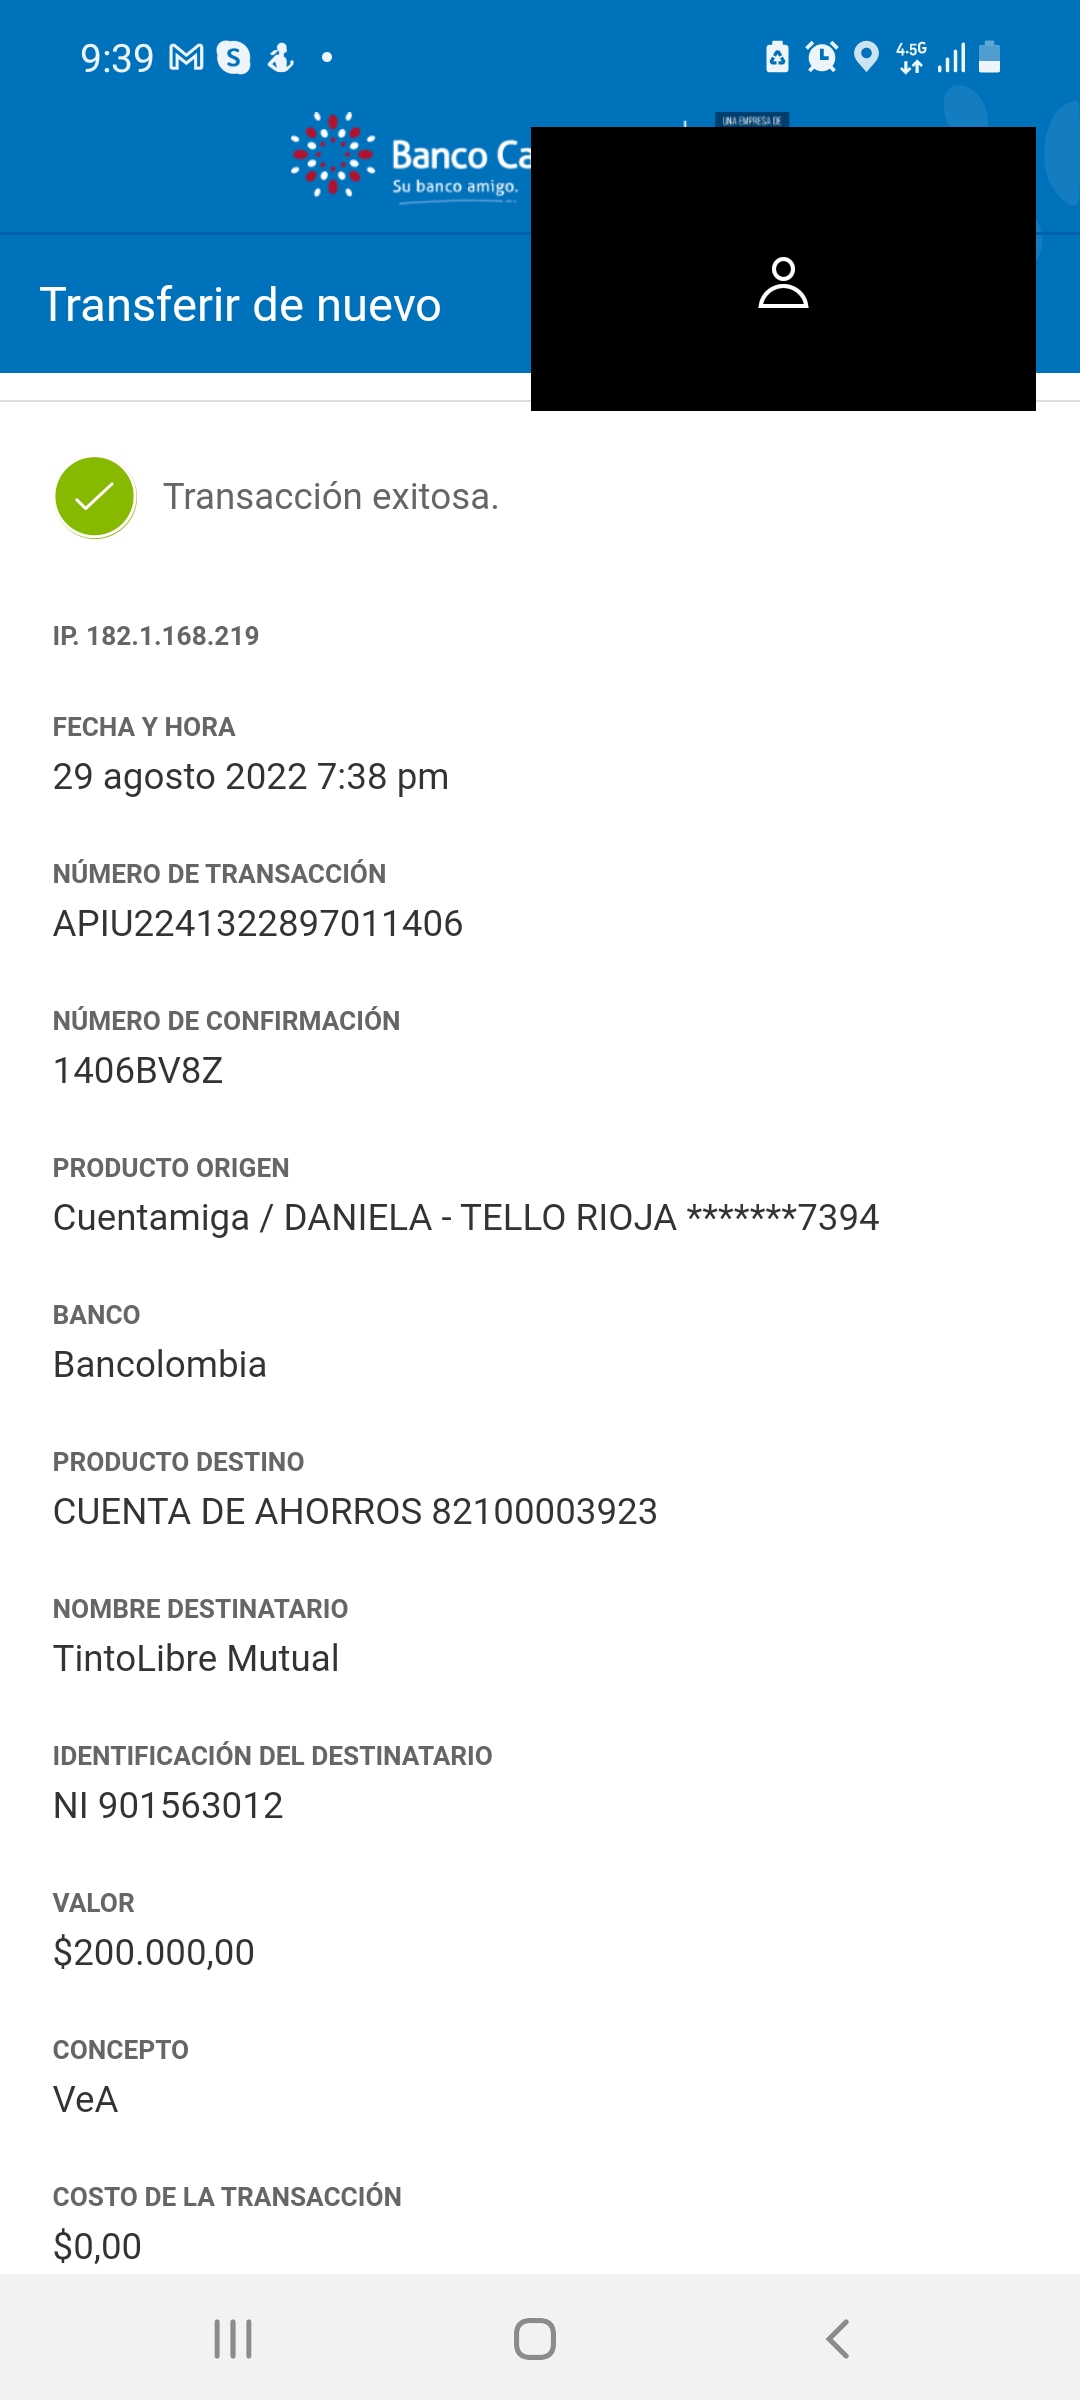 9:39
4.5G
UNA EMPRESA DE
Banco Ca
Su banco amigo.
Transferir de nuevo
Transacción exitosa.
IP. 182.1.168.219
FECHA Y HORA
29 agosto 2022 7:38 pm
NÚMERO DE TRANSACCIÓN
APIU2241322897011406
NÚMERO DE CONFIRMACIÓN
1406BV8Z
PRODUCTO ORIGEN
Cuentamiga / DANIELA - TELLO RIOJA *******7394
BANCO
Bancolombia
PRODUCTO DESTINO
CUENTA DE AHORROS 82100003923
NOMBRE DESTINATARIO
TintoLibre Mutual
IDENTIFICACIÓN DEL DESTINATARIO
NI 901563012
VALOR
$200.000,00
CONCEPTO
VeA
COSTO DE LA TRANSACCIÓN
$0,00